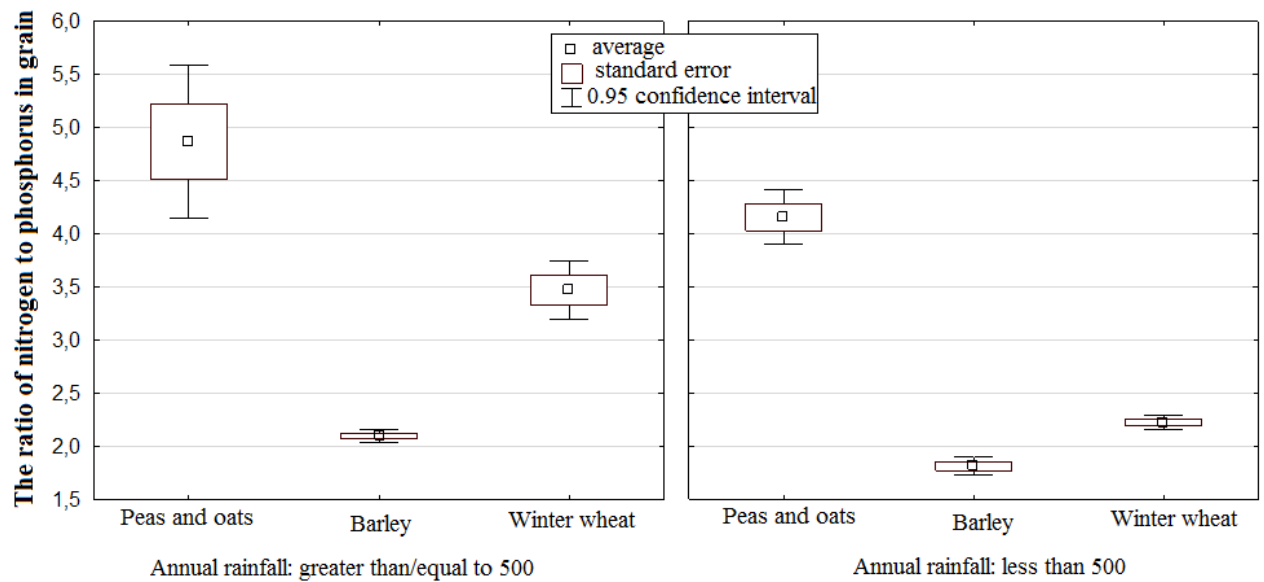 The ratio of nitrogen to phosphorus in grain
6,0
5,5
5,0
4,5
4,0
3,5
3,0
2,5
2,0
1,5
average
standard error
0.95 confidence interval
Peas and oats
Barley
Winter wheat
Annual rainfall: greater than/equal to 500
Peas and oats
Barley
Winter wheat
Annual rainfall: less than 500